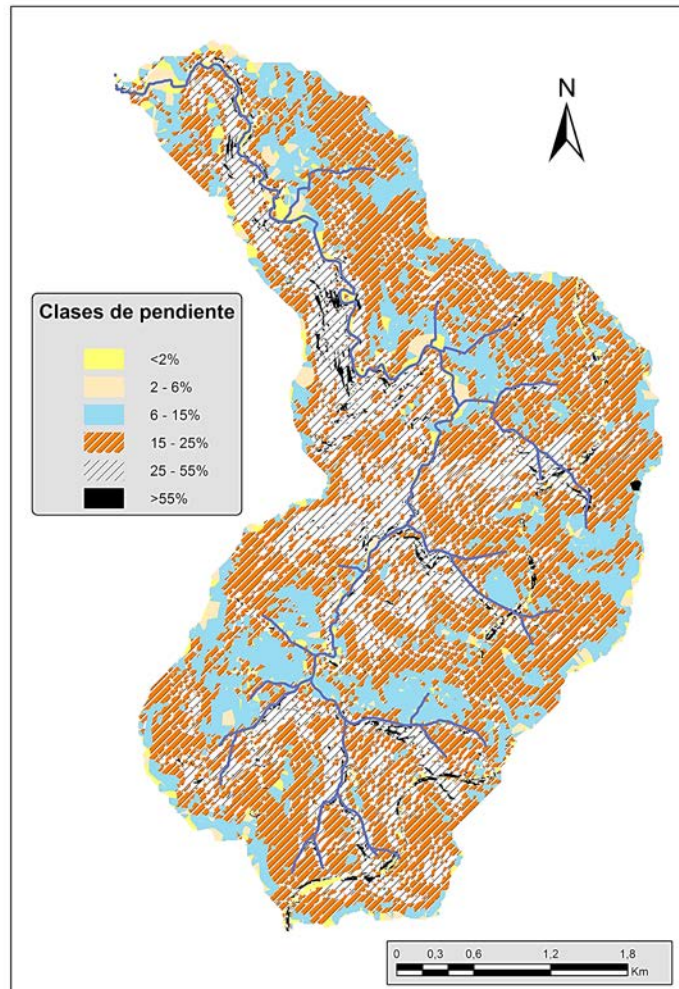 N
Clases de pendiente
<2%
2 - 6%
6 - 15%
15 - 25%
25 - 55%
>55%
0 0,3 0,6 1,2 1,8
Km